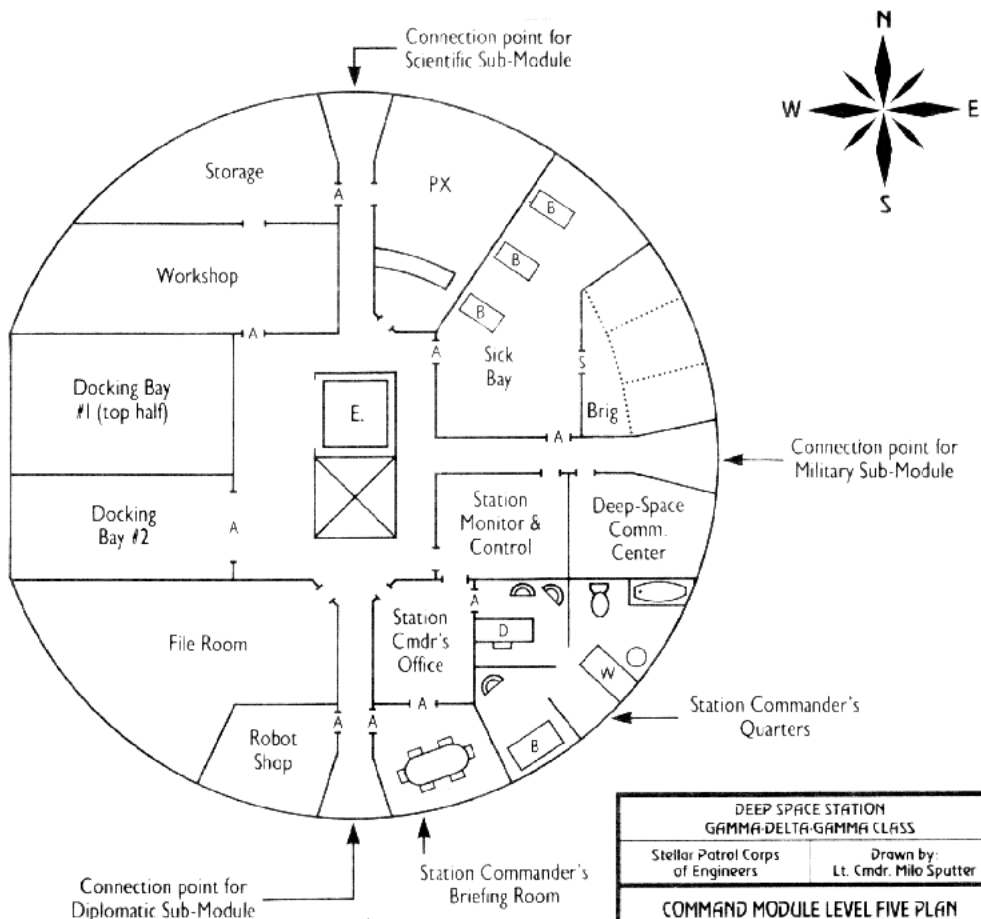 Connection point for
Scientific Sub-Module
N
W
E
S
Storage
A
PX
B
B
B
Workshop
A
A
Sick
Bay
S
Brig
Docking Bay
#1 (top half)
E.
A
Connection point for
Military Sub-Module
Docking
Bay #2
A
Station
Monitor &
Control
Deep-Space
Comm.
Center
File Room
Station
Cmdr's
Office
A
D
W
A
Robot
Shop
A
A
B
Station Commander's
Quarters
Connection point for
Diplomatic Sub-Module
Station Commander's
Briefing Room
DEEP SPACE STATION
GAMMA-DELTA-GAMMA CLASS
Stellar Patrol Corps
of Engineers
Drawn by:
Lt. Cmdr. Milo Sputter
COMMAND MODULE LEVEL FIVE PLAN